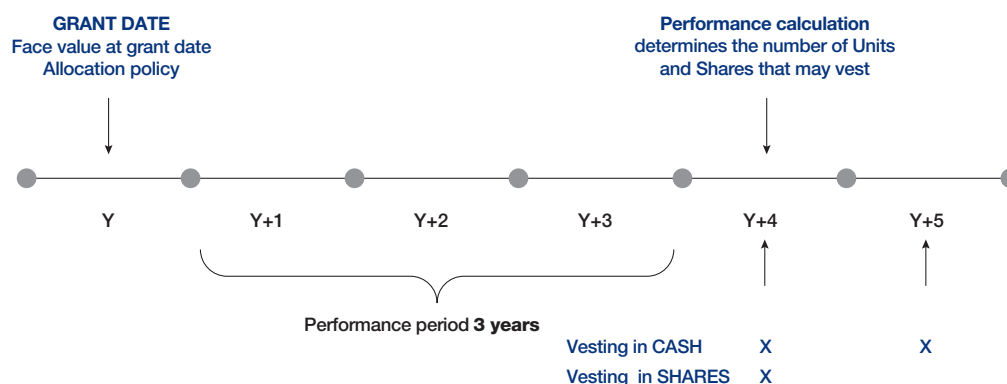 GRANT DATE
Face value at grant date
Allocation policy
Performance calculation
determines the number of Units
and Shares that may vest
Y
Y+1
Y+2
Y+3
Y+4
Y+5
Performance period 3 years
Vesting in CASH X X
Vesting in SHARES X